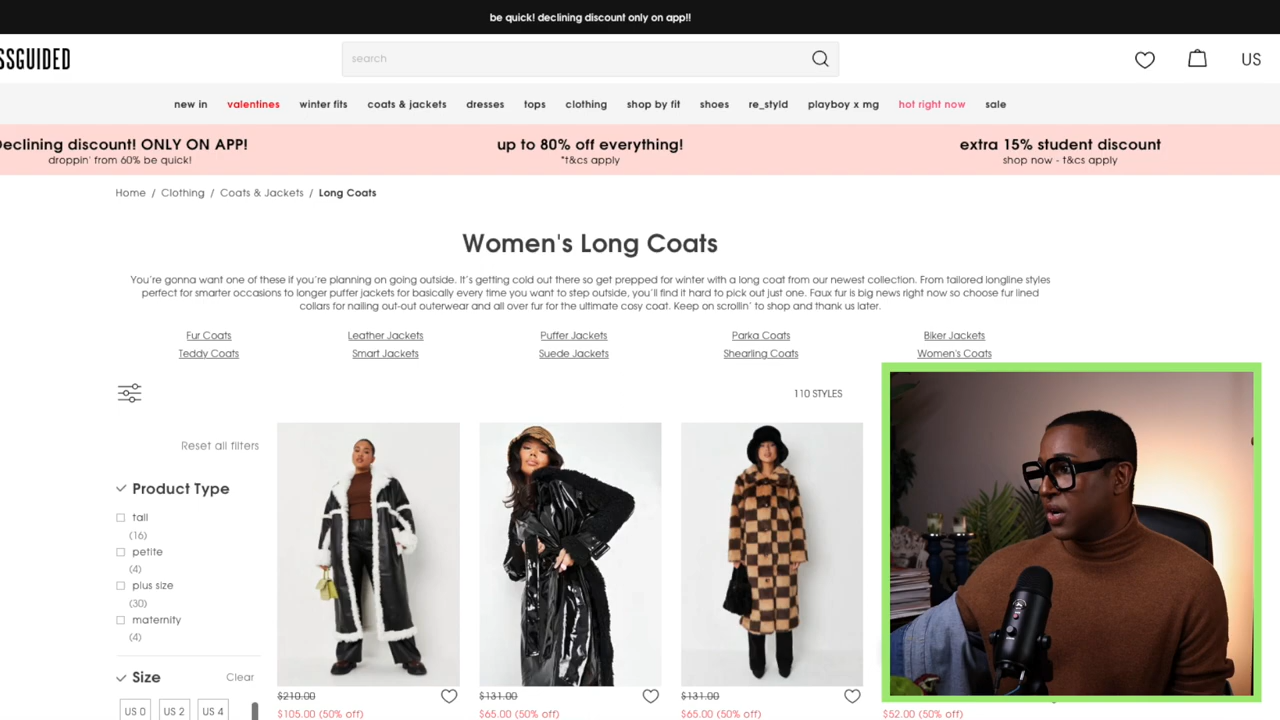 be quick! declining discount only on app!!
SSGUIDED
search
US
new in
valentines
winter fits
coats & jackets
dresses
tops
clothing
shop by fit
shoes
re_styld
playboy x mg
hot right now
sale
Declining discount! ONLY ON APP!
droppin' from 60% be quick!
up to 80% off everything!
*t&cs apply
extra 15% student discount
shop now - t&cs apply
Home / Clothing / Coats & Jackets / Long Coats
Women's Long Coats
You're gonna want one of these if you're planning on going outside. It's getting cold out there so get prepped for winter with a long coat from our newest collection. From tailored longline styles
perfect for smarter occasions to longer puffer jackets for basically every time you want to step outside, you'll find it hard to pick out just one. Faux fur is big news right now so choose fur lined
collars for nailing out-out outerwear and all over fur for the ultimate cosy coat. Keep on scrollin' to shop and thank us later.
Fur Coats
Leather Jackets
Puffer Jackets
Parka Coats
Biker Jackets
Teddy Coats
Smart Jackets
Suede Jackets
Shearling Coats
Women's Coats
110 STYLES
Reset all filters
Product Type
tall
(16)
petite
(4)
plus size
(30)
maternity
(4)
Size
Clear
US 0
US 2
US 4
$210.00
$105.00 (50% off)
$131.00
$65.00 (50% off)
$131.00
$65.00 (50% off)
$52.00 (50% off)